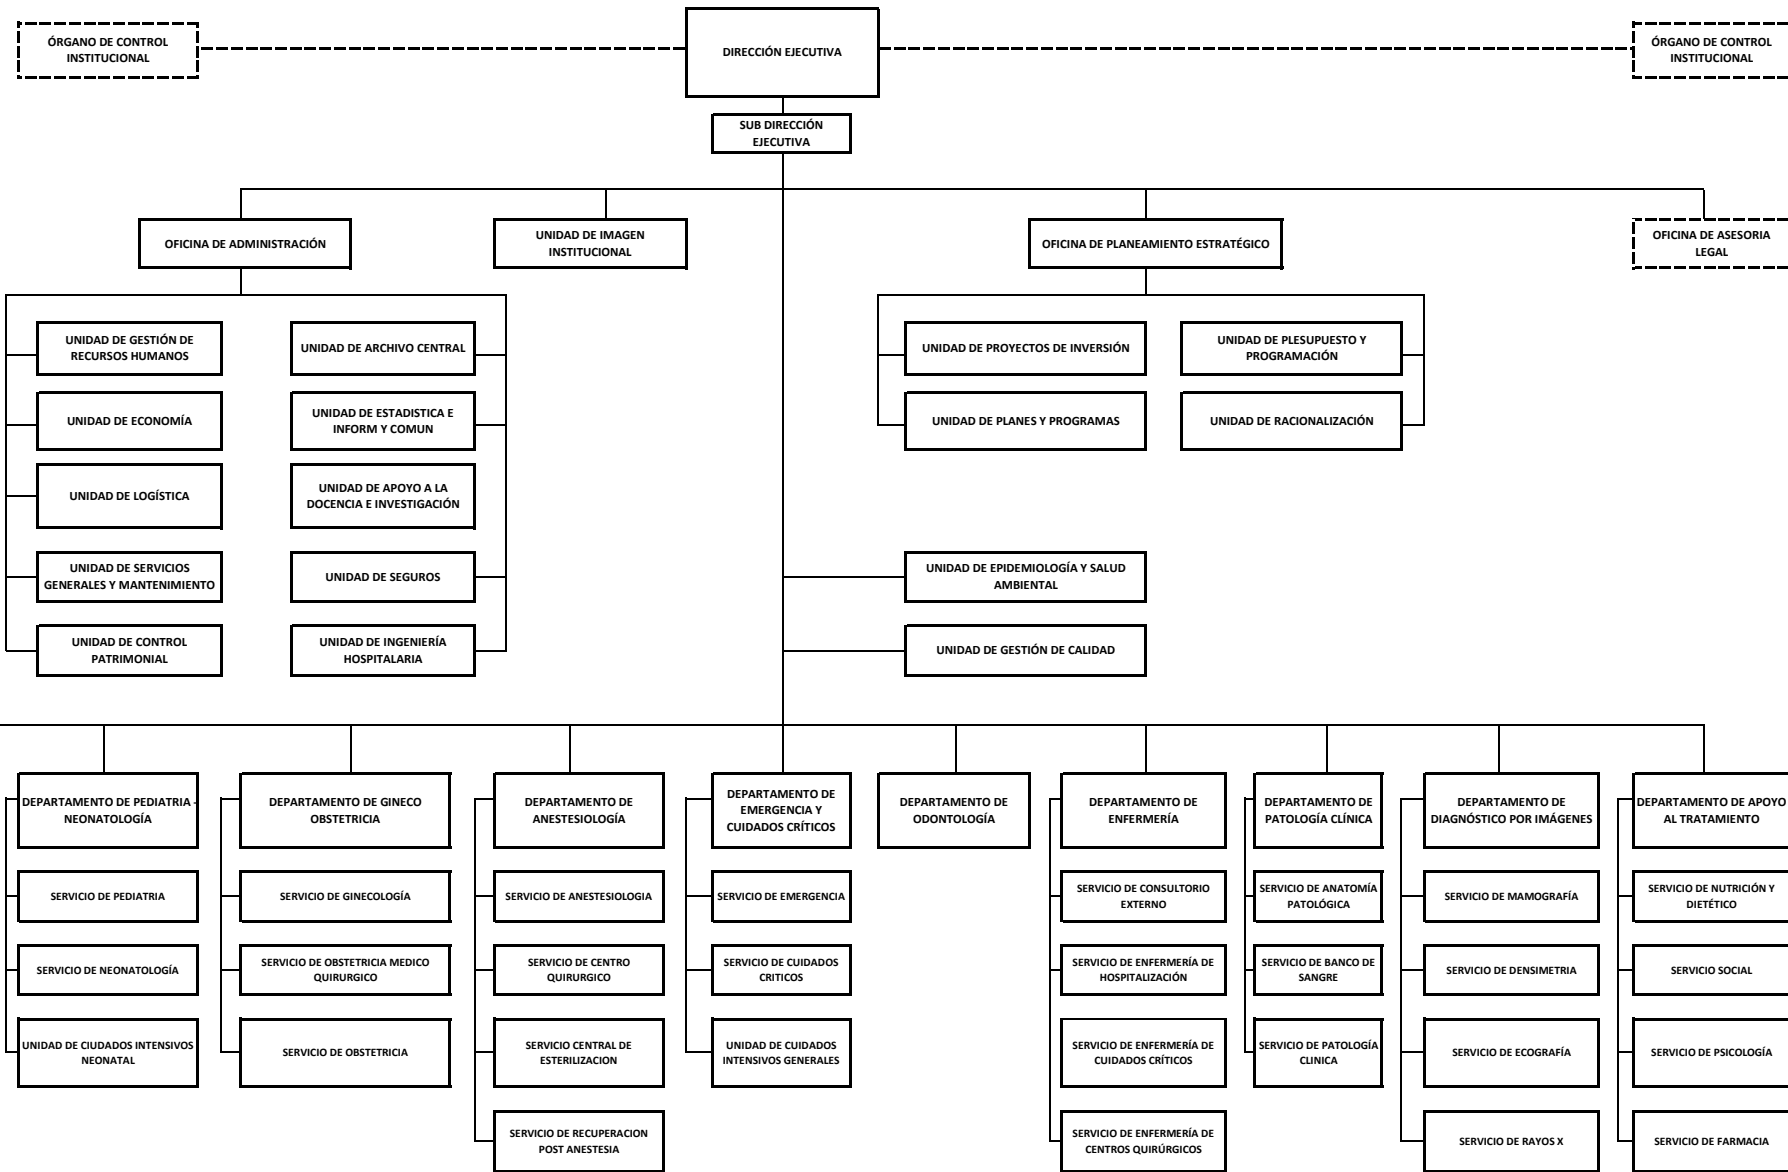 ÓRGANO DE CONTROL
INSTITUCIONAL
DIRECCIÓN EJECUTIVA
ÓRGANO DE CONTROL
INSTITUCIONAL
SUB DIRECCIÓN
EJECUTIVA
OFICINA DE ADMINISTRACIÓN
UNIDAD DE IMAGEN
INSTITUCIONAL
OFICINA DE PLANEAMIENTO ESTRATÉGICO
OFICINA DE ASESORIA
LEGAL
UNIDAD DE GESTIÓN DE
RECURSOS HUMANOS
UNIDAD DE ARCHIVO CENTRAL
UNIDAD DE PROYECTOS DE INVERSIÓN
UNIDAD DE PLESUPUESTO Y
PROGRAMACIÓN
UNIDAD DE ECONOMÍA
UNIDAD DE ESTADISTICA E
INFORM Y COMUN
UNIDAD DE PLANES Y PROGRAMAS
UNIDAD DE RACIONALIZACIÓN
UNIDAD DE LOGÍSTICA
UNIDAD DE APOYO A LA
DOCENCIA E INVESTIGACIÓN
UNIDAD DE SERVICIOS
GENERALES Y MANTENIMIENTO
UNIDAD DE SEGUROS
UNIDAD DE EPIDEMIOLOGÍA Y SALUD
AMBIENTAL
UNIDAD DE CONTROL
PATRIMONIAL
UNIDAD DE INGENIERÍA
HOSPITALARIA
UNIDAD DE GESTIÓN DE CALIDAD
DEPARTAMENTO DE PEDIATRIA -
NEONATOLOGÍA
DEPARTAMENTO DE GINECO
OBSTETRICIA
DEPARTAMENTO DE
ANESTESIOLOGÍA
DEPARTAMENTO DE
EMERGENCIA Y
CUIDADOS CRÍTICOS
DEPARTAMENTO DE
ODONTOLOGÍA
DEPARTAMENTO DE
ENFERMERÍA
DEPARTAMENTO DE
PATOLOGÍA CLÍNICA
DEPARTAMENTO DE
DIAGNÓSTICO POR IMÁGENES
DEPARTAMENTO DE APOYO
AL TRATAMIENTO
SERVICIO DE PEDIATRIA
SERVICIO DE GINECOLOGÍA
SERVICIO DE ANESTESIOLOGIA
SERVICIO DE EMERGENCIA
SERVICIO DE CONSULTORIO
EXTERNO
SERVICIO DE ANATOMÍA
PATOLÓGICA
SERVICIO DE MAMOGRAFÍA
SERVICIO DE NUTRICIÓN Y
DIETÉTICO
SERVICIO DE NEONATOLOGÍA
SERVICIO DE OBSTETRICIA MEDICO
QUIRURGICO
SERVICIO DE CENTRO
QUIRURGICO
SERVICIO DE CUIDADOS
CRITICOS
SERVICIO DE ENFERMERÍA DE
HOSPITALIZACIÓN
SERVICIO DE BANCO DE
SANGRE
SERVICIO DE DENSIMETRIA
SERVICIO SOCIAL
UNIDAD DE CIUDADOS INTENSIVOS
NEONATAL
SERVICIO DE OBSTETRICIA
SERVICIO CENTRAL DE
ESTERILIZACION
UNIDAD DE CUIDADOS
INTENSIVOS GENERALES
SERVICIO DE ENFERMERÍA DE
CUIDADOS CRÍTICOS
SERVICIO DE PATOLOGÍA
CLINICA
SERVICIO DE ECOGRAFÍA
SERVICIO DE PSICOLOGÍA
SERVICIO DE RECUPERACION
POST ANESTESIA
SERVICIO DE ENFERMERÍA DE
CENTROS QUIRÚRGICOS
SERVICIO DE RAYOS X
SERVICIO DE FARMACIA